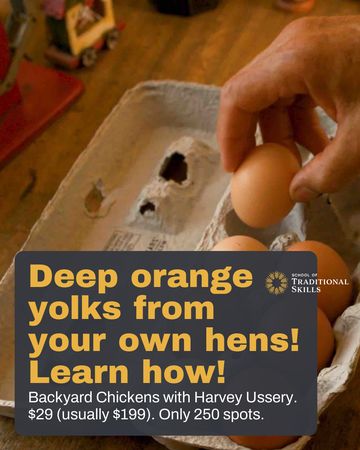 Deep orange
yolks from
your own hens!
Learn how!
SCHOOL OF
TRADITIONAL
SKILLS
Backyard Chickens with Harvey Ussery.
$29 (usually $199). Only 250 spots.